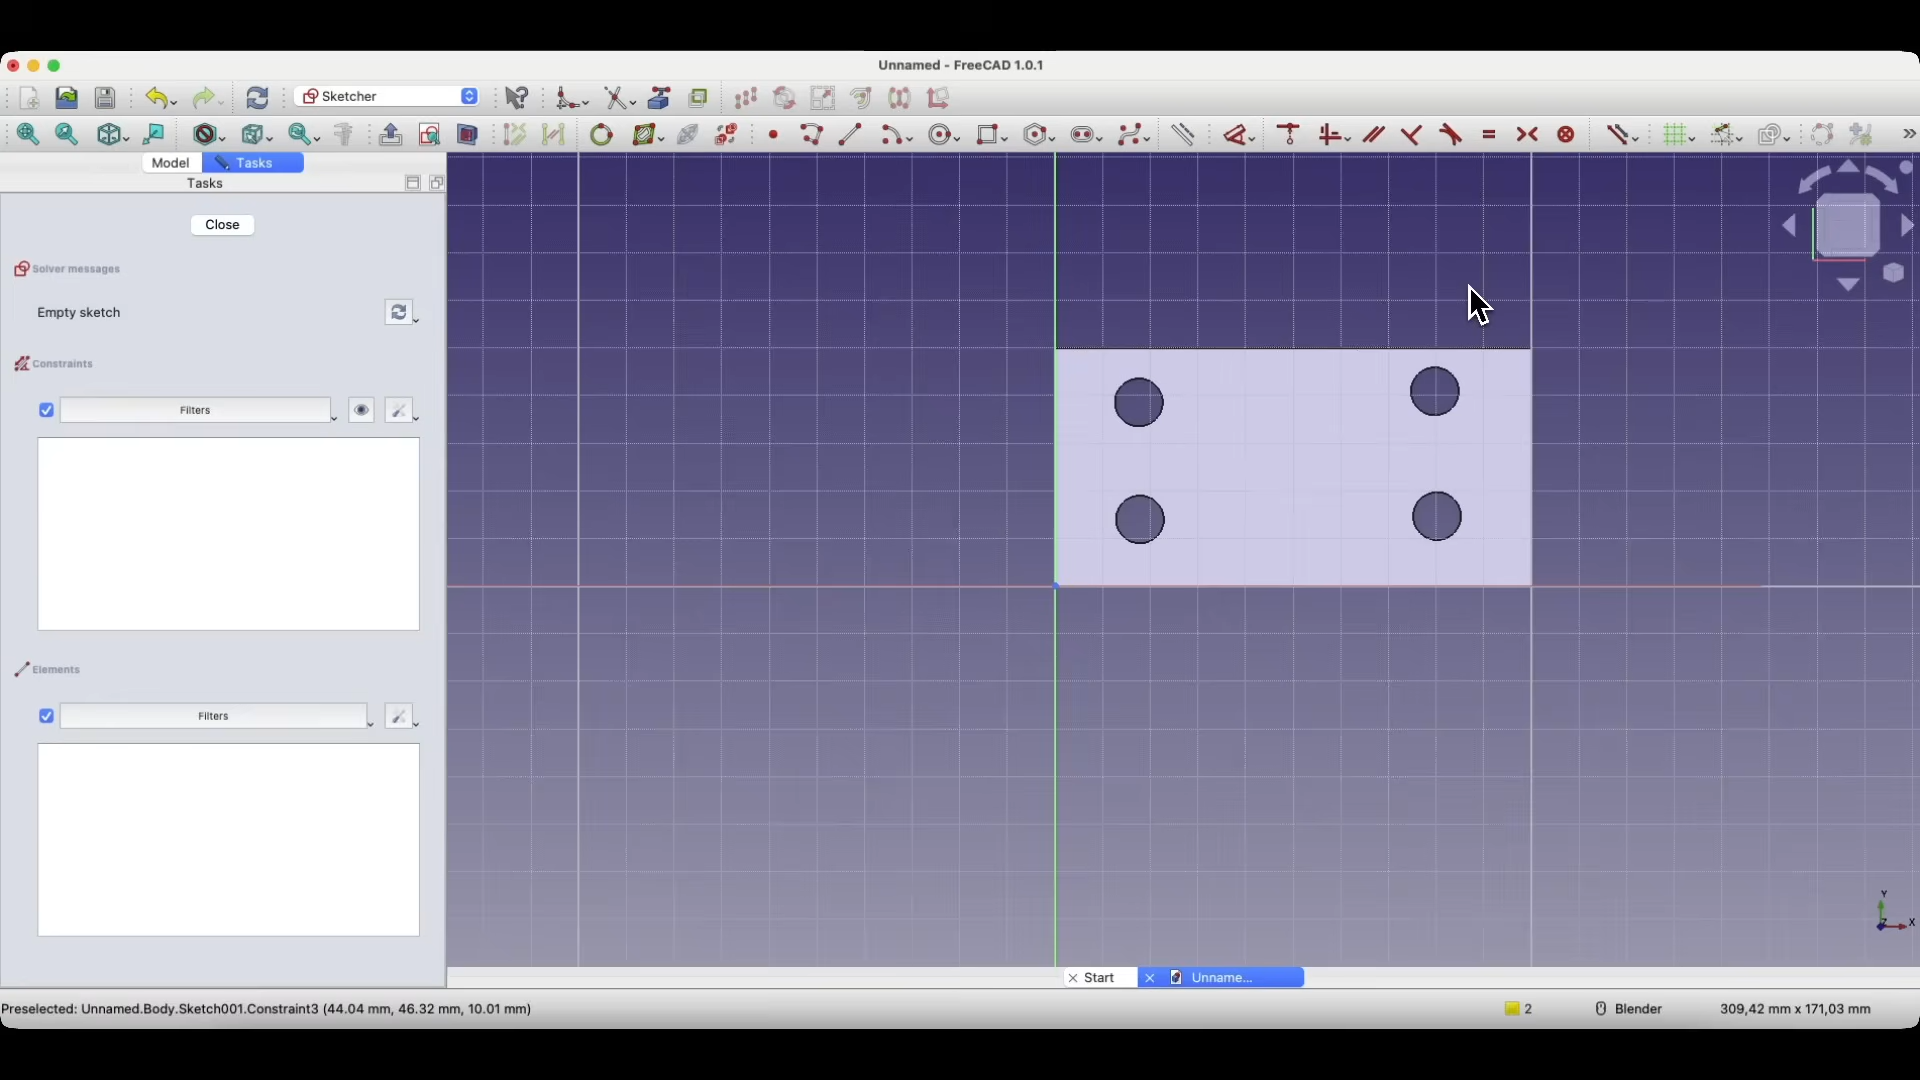 Unnamed - FreeCAD 1.0.1
Sketcher
Model
Tasks
Tasks
Close
Solver messages
Empty sketch
Constraints
Filters
Elements
Filters
Y
Z
X
Start
Unname...
Preselected: Unnamed.Body.Sketch001.Constraint3 (44.04 mm, 46.32 mm, 10.01 mm)
2
Blender
309,42 mm x 171,03 mm